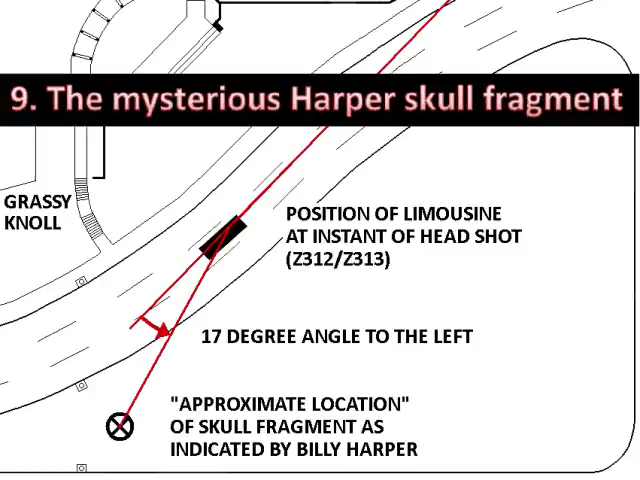 9. The mysterious Harper skull fragment
GRASSY
KNOLL
POSITION OF LIMOUSINE
AT INSTANT OF HEAD SHOT
(Z312/Z313)
17 DEGREE ANGLE TO THE LEFT
"APPROXIMATE LOCATION"
OF SKULL FRAGMENT AS
INDICATED BY BILLY HARPER